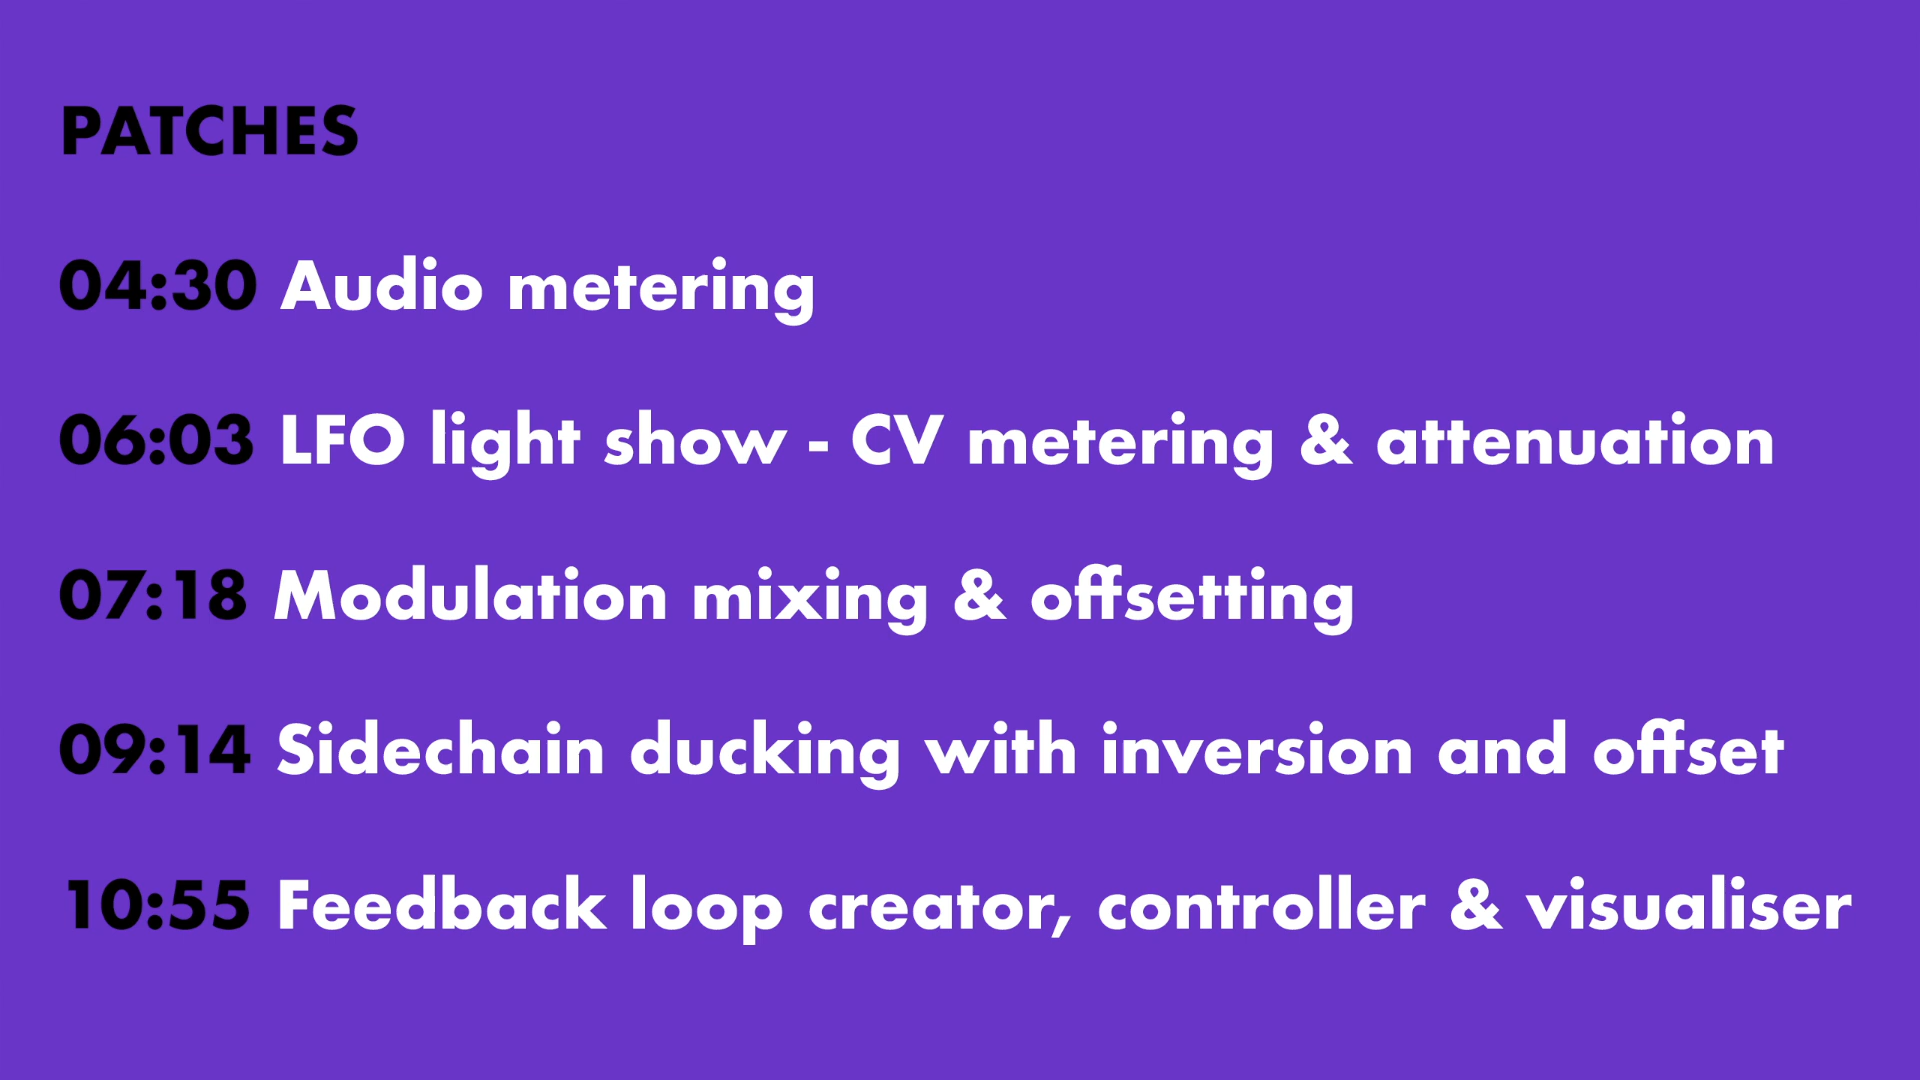 PATCHES
04:30 Audio metering
06:03 LFO light show - CV metering & attenuation
07:18 Modulation mixing & offsetting
09:14 Sidechain ducking with inversion and offset
10:55 Feedback loop creator, controller & visualiser